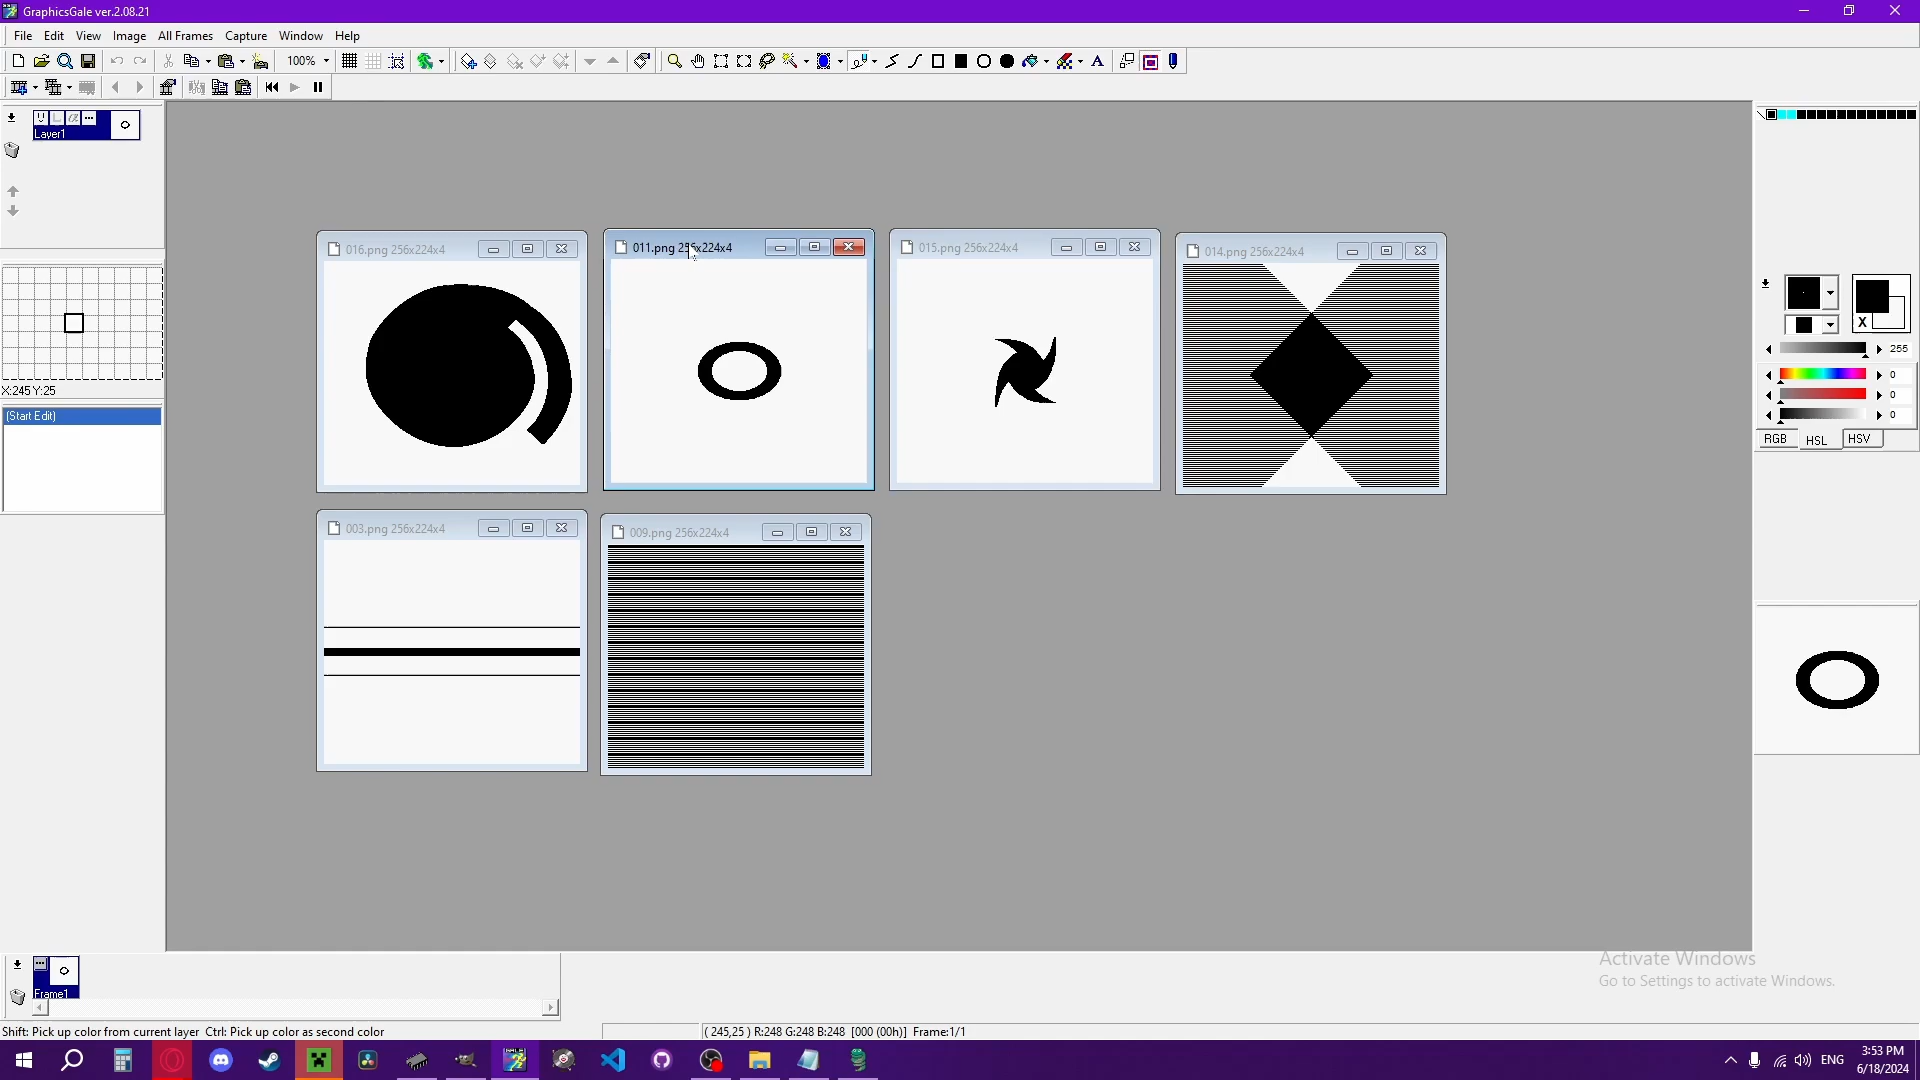 GraphicsGale ver.2.08.21
File Edit View Image All Frames Capture Window Help
100%
A
Layer1
X:245 Y:25
(Start Edit)
016.png 256x224x4
011.png 256x224x4
015.png 256x224x4
014.png 256x224x4
003.png 256x224x4
009.png 256x224x4
X
255
0
0
0
RGB HSL HSV
Frame1
Activate Windows
Go to Settings to activate Windows.
Shift: Pick up color from current layer Ctrl: Pick up color as second color
( 245,25 ) R:248 G:248 B:248 [000 (00h)] Frame:1/1
ENG
3:53 PM
6/18/2024